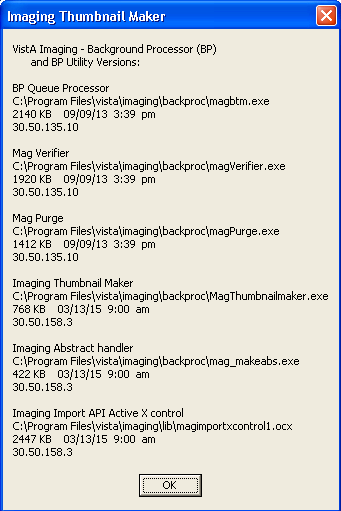 Imaging Thumbnail Maker
VistA Imaging - Background Processor (BP)
and BP Utility Versions:
BP Queue Processor
C:\Program Files\vista\imaging\backproc\magbtm.exe
2140 KB 09/09/13 3:39 pm
30.50.135.10
Mag Verifier
C:\Program Files\vista\imaging\backproc\magVerifier.exe
1920 KB 09/09/13 3:39 pm
30.50.135.10
Mag Purge
C:\Program Files\vista\imaging\backproc\magPurge.exe
1412 KB 09/09/13 3:39 pm
30.50.135.10
Imaging Thumbnail Maker
C:\Program Files\vista\imaging\backproc\MagThumbnailmaker.exe
768 KB 03/13/15 9:00 am
30.50.158.3
Imaging Abstract handler
C:\Program Files\vista\imaging\backproc\mag_makeabs.exe
422 KB 03/13/15 9:00 am
30.50.158.3
Imaging Import API Active X control
C:\Program Files\vista\imaging\lib\magimportxcontrol1.ocx
2447 KB 03/13/15 9:00 am
30.50.158.3
OK